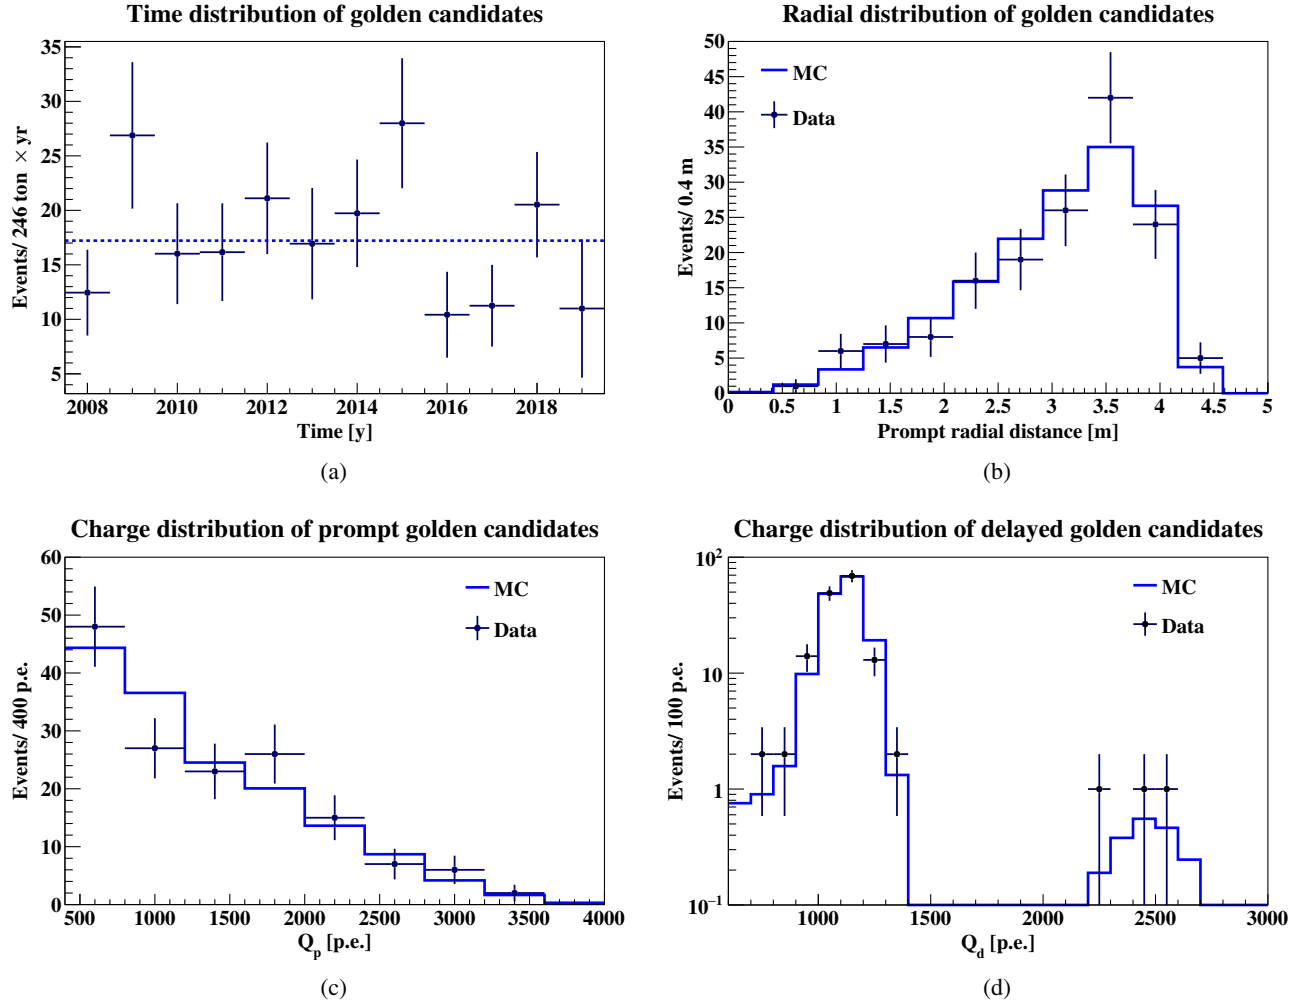 Time distribution of golden candidates
Events/ 246 ton × yr
35
30
25
20
15
10
5
2008 2010 2012 2014 2016 2018
Time [y]
(a)
Radial distribution of golden candidates
Events/ 0.4 m
50
45
40
35
30
25
20
15
10
5
0
MC
Data
0 0.5 1 1.5 2 2.5 3 3.5 4 4.5 5
Prompt radial distance [m]
(b)
Charge distribution of prompt golden candidates
Events/ 400 p.e.
60
50
40
30
20
10
0
MC
Data
500 1000 1500 2000 2500 3000 3500 4000
Q_p [p.e.]
(c)
Charge distribution of delayed golden candidates
Events/ 100 p.e.
10²
10
1
10⁻¹
MC
Data
1000 1500 2000 2500 3000
Q_d [p.e.]
(d)